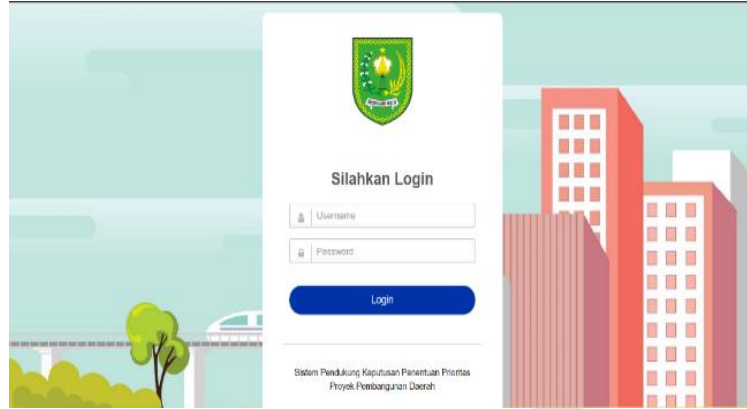 Silahkan Login
Username
Password
Login
Sistem Pendukung Keputusan Penentuan Prioritas
Proyek Pembangunan Daerah